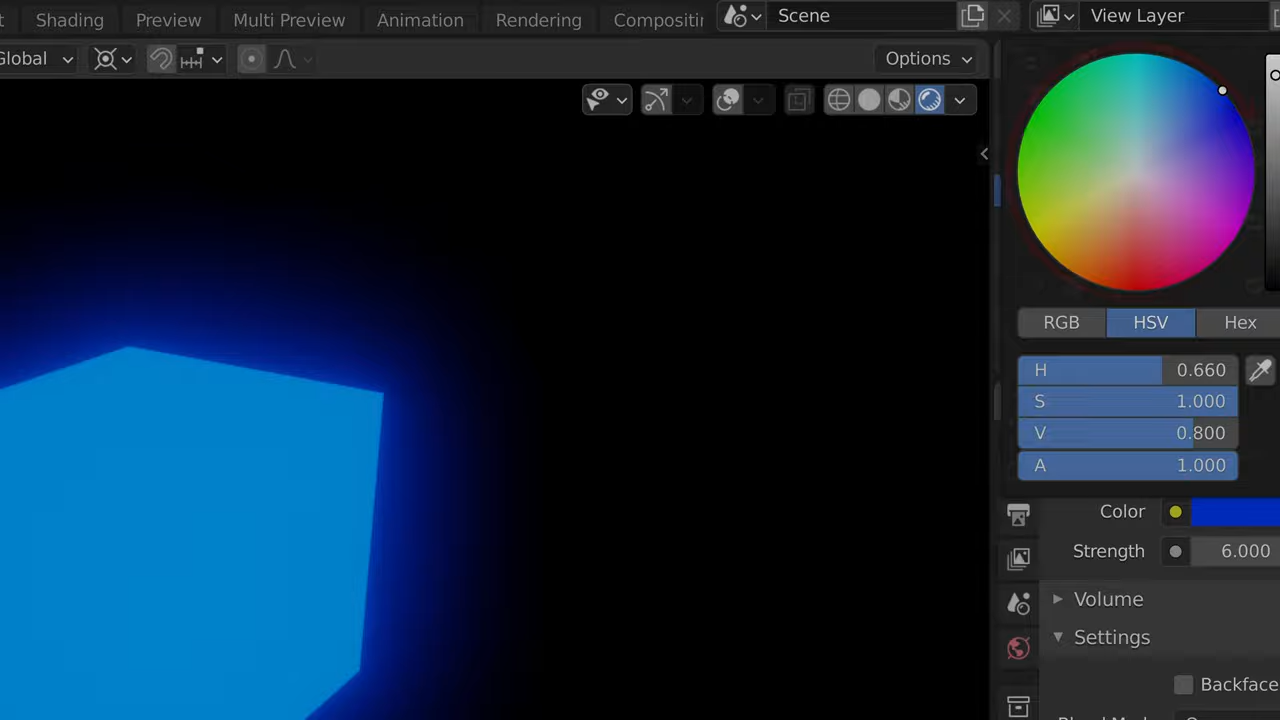 Shading Preview Multi Preview Animation Rendering Scene View Layer
Global Options
RGB HSV Hex
H 0.660
S 1.000
V 0.800
A 1.000
Color
Strength 6.000
Volume
Settings
Backface